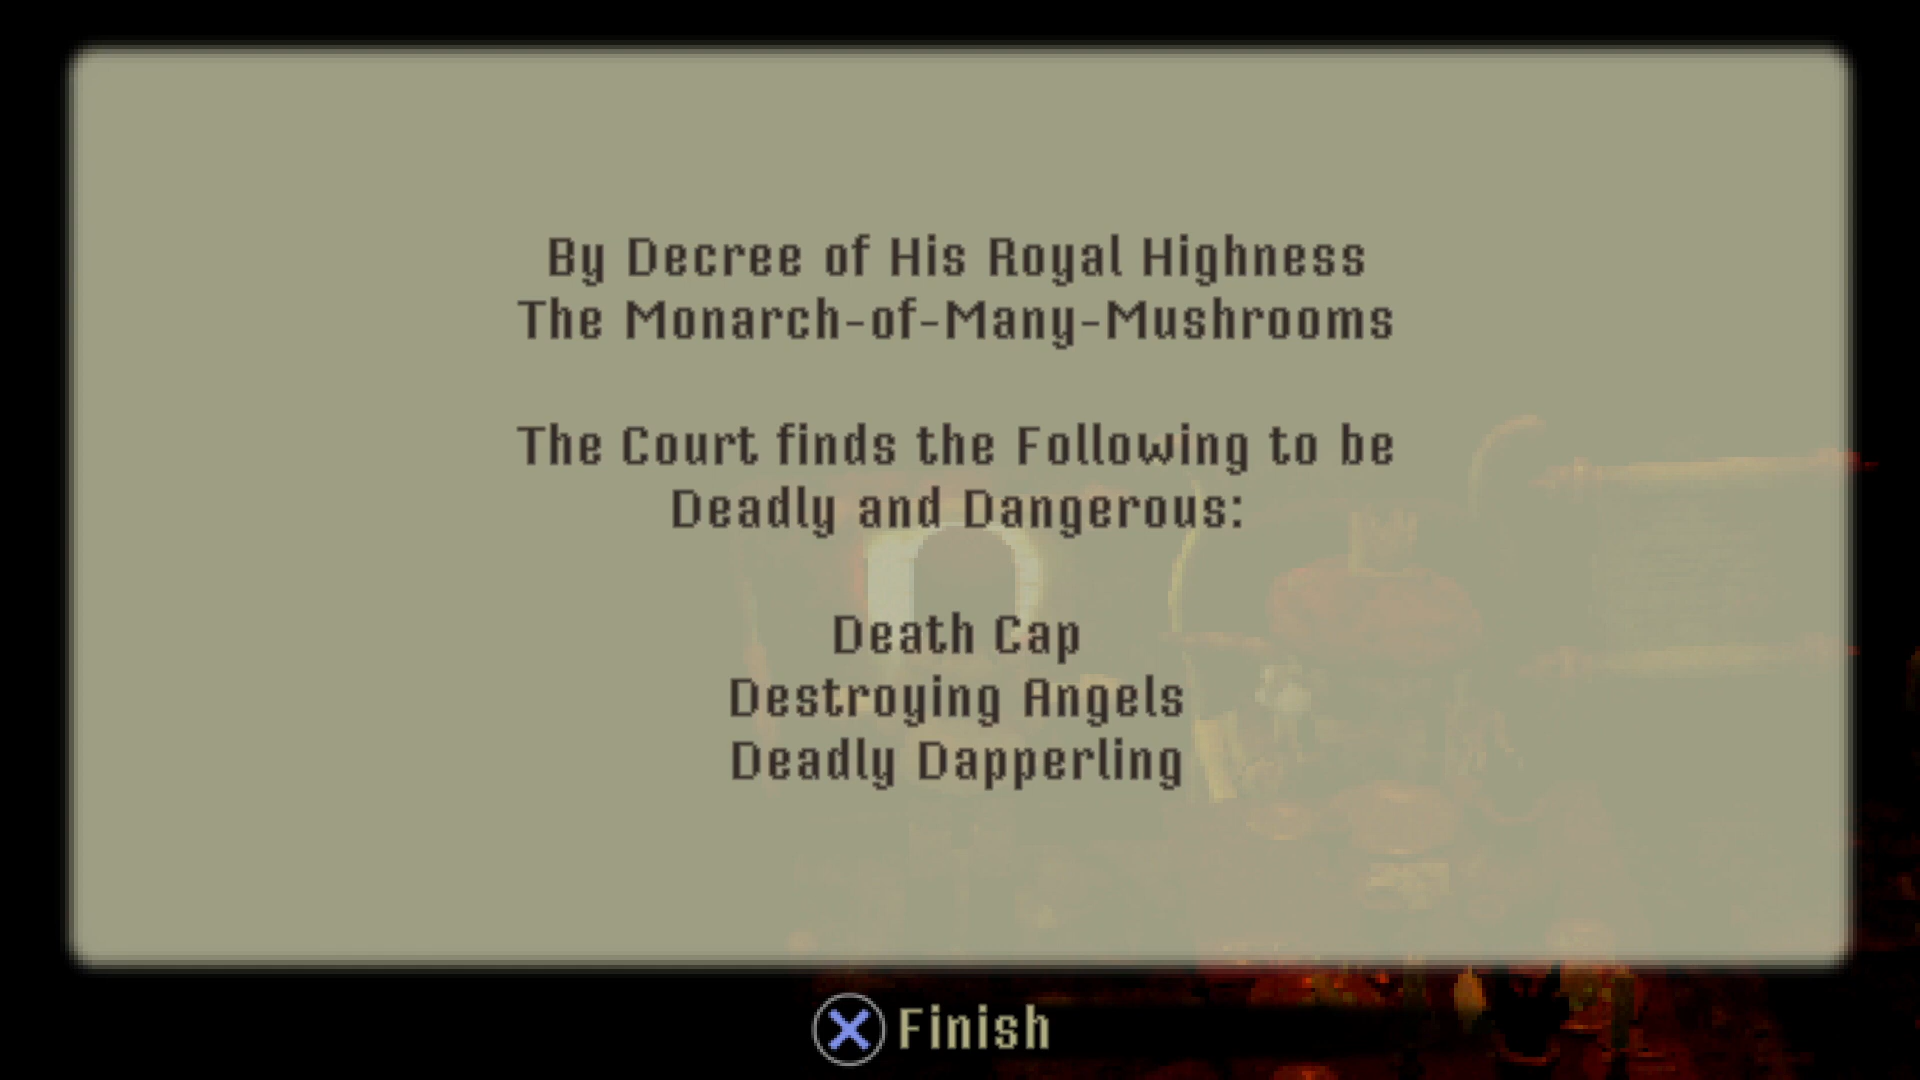 By Decree of His Royal Highness
The Monarch-of-Many-Mushrooms
The Court finds the Following to be
Deadly and Dangerous:
Death Cap
Destroying Angels
Deadly Dapperling
Finish